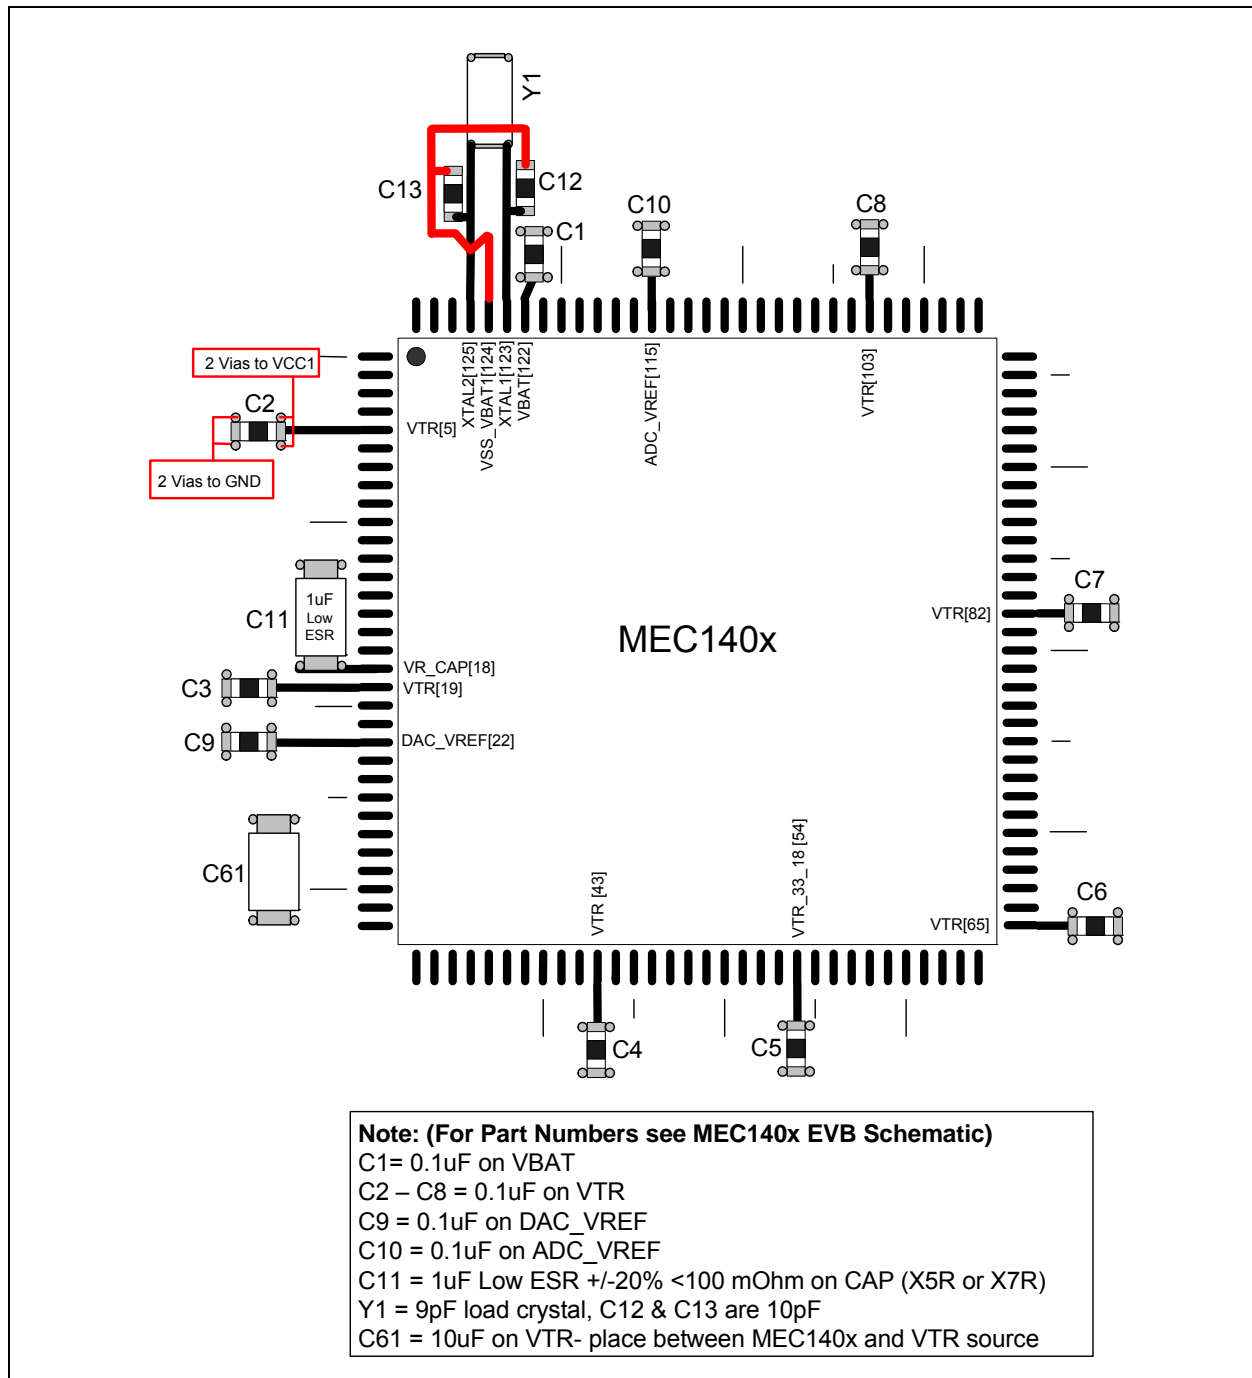 Y1
C13
C12
C1
C10
C8
2 Vias to VCC1
C2
2 Vias to GND
XTAL2[125]
VSS_VBAT1[124]
XTAL1[123]
VBAT[122]
ADC_VREF[115]
VTR[103]
VTR[5]
C11
1uF
Low
ESR
VR_CAP[18]
C3
VTR[19]
C9
DAC_VREF[22]
MEC140x
VTR[82]
C7
C61
VTR [43]
VTR_33_18 [54]
VTR[65]
C6
C4
C5
Note: (For Part Numbers see MEC140x EVB Schematic)
C1= 0.1uF on VBAT
C2 – C8 = 0.1uF on VTR
C9 = 0.1uF on DAC_VREF
C10 = 0.1uF on ADC_VREF
C11 = 1uF Low ESR +/-20% <100 mOhm on CAP (X5R or X7R)
Y1 = 9pF load crystal, C12 & C13 are 10pF
C61 = 10uF on VTR- place between MEC140x and VTR source